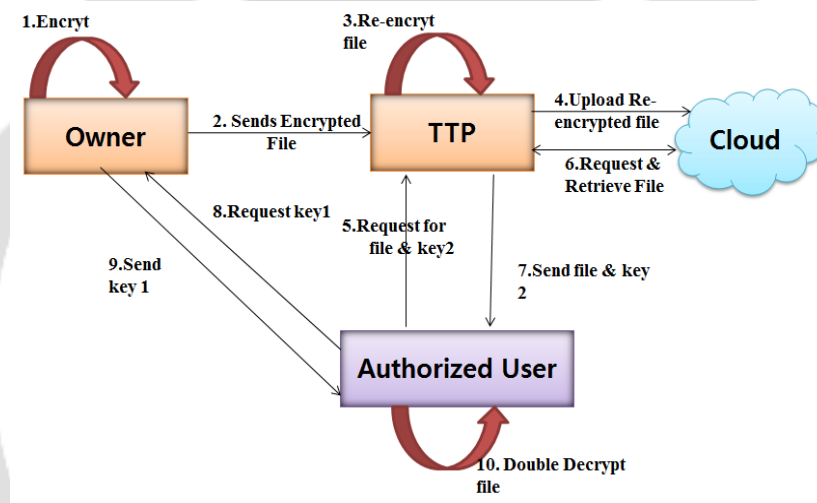 1.Encryt
3.Re-encryt
file
Owner
2. Sends Encrypted
File
TTP
4.Upload Re-
encrypted file
Cloud
6.Request &
Retrieve File
8.Request key1
5.Request for
file & key2
9.Send
key 1
7.Send file & key
2
Authorized User
10. Double Decrypt
file